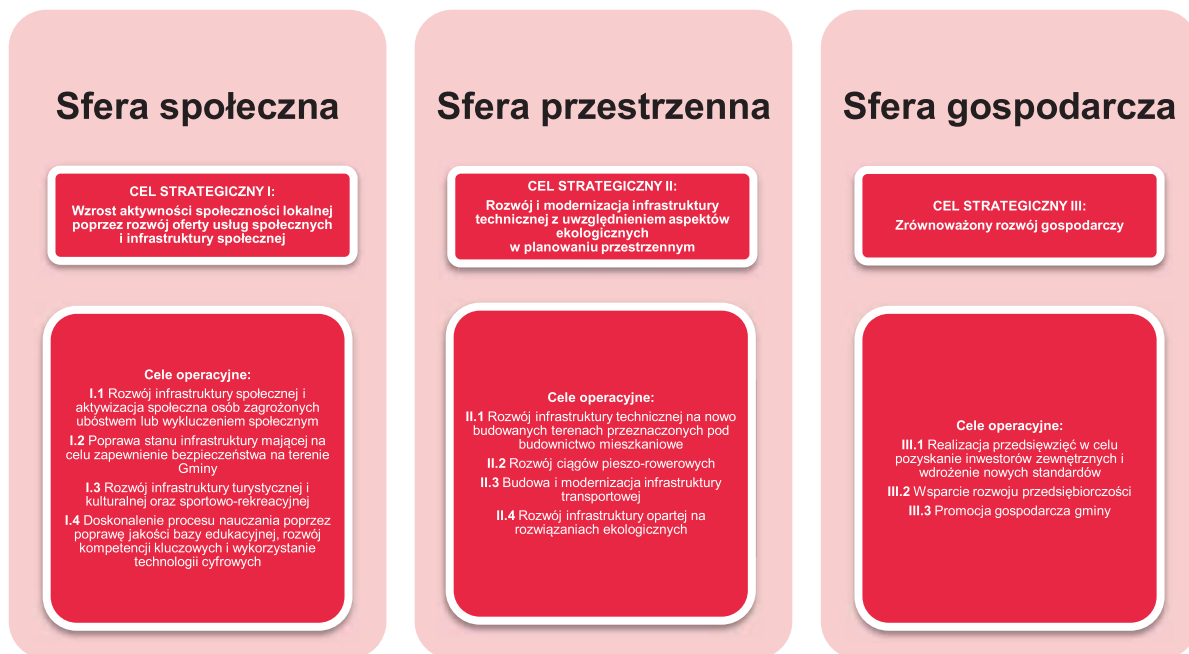 Sfera społeczna
CEL STRATEGICZNY I:
Wzrost aktywności społeczności lokalnej
poprzez rozwój oferty usług społecznych
i infrastruktury społecznej
Cele operacyjne:
I.1 Rozwój infrastruktury społecznej i
aktywizacja społeczna osób zagrożonych
ubóstwem lub wykluczeniem społecznym
I.2 Poprawa stanu infrastruktury mającej na
celu zapewnienie bezpieczeństwa na terenie
Gminy
I.3 Rozwój infrastruktury turystycznej i
kulturalnej oraz sportowo-rekreacyjnej
I.4 Doskonalenie procesu nauczania poprzez
poprawę jakości bazy edukacyjnej, rozwój
kompetencji kluczowych i wykorzystanie
technologii cyfrowych
Sfera przestrzenna
CEL STRATEGICZNY II:
Rozwój i modernizacja infrastruktury
technicznej z uwzględnieniem aspektów
ekologicznych
w planowaniu przestrzennym
Cele operacyjne:
II.1 Rozwój infrastruktury technicznej na nowo
budowanych terenach przeznaczonych pod
budownictwo mieszkaniowe
II.2 Rozwój ciągów pieszo-rowerowych
II.3 Budowa i modernizacja infrastruktury
transportowej
II.4 Rozwój infrastruktury opartej na
rozwiązaniach ekologicznych
Sfera gospodarcza
CEL STRATEGICZNY III:
Zrównoważony rozwój gospodarczy
Cele operacyjne:
III.1 Realizacja przedsięwzięć w celu
pozyskanie inwestorów zewnętrznych i
wdrożenie nowych standardów
III.2 Wsparcie rozwoju przedsiębiorczości
III.3 Promocja gospodarcza gminy